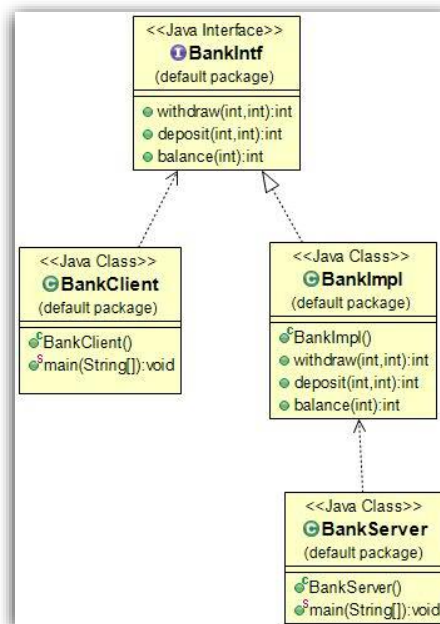 <<Java Interface>>
BankIntf
(default package)
withdraw(int,int):int
deposit(int,int):int
balance(int):int
<<Java Class>>
BankClient
(default package)
BankClient()
main(String[]):void
<<Java Class>>
BankImpl
(default package)
BankImpl()
withdraw(int,int):int
deposit(int,int):int
balance(int):int
<<Java Class>>
BankServer
(default package)
BankServer()
main(String[]):void